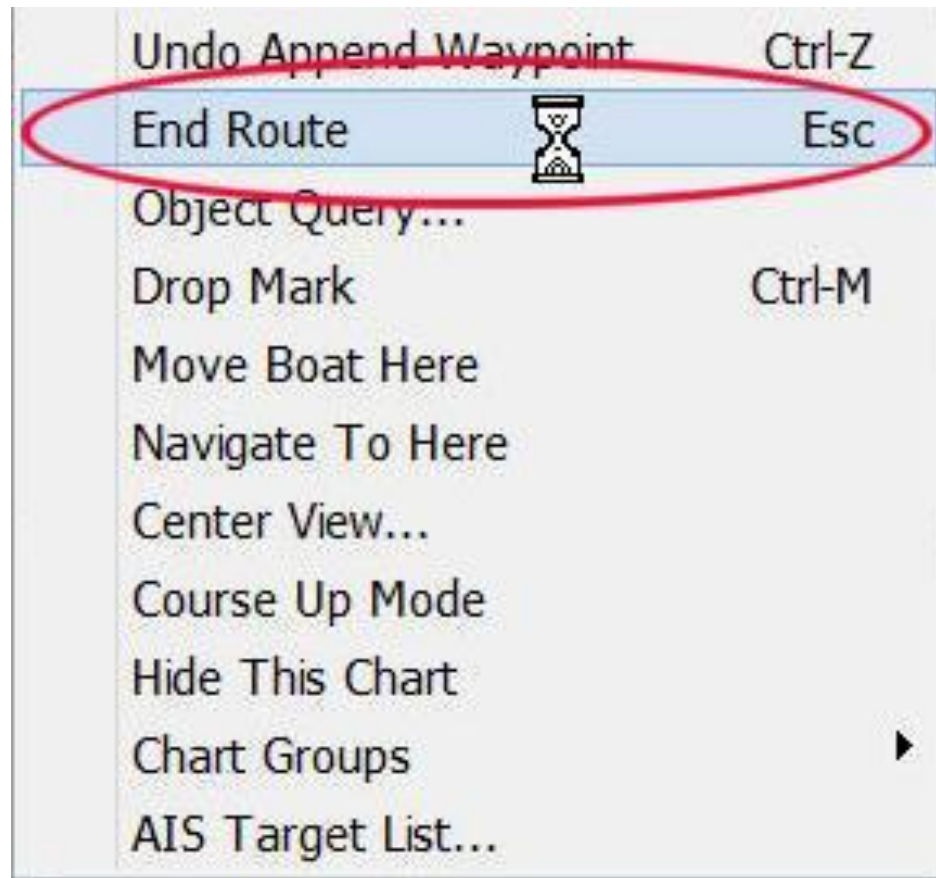 Undo Append Waypoint Ctrl-Z
End Route Esc
Object Query...
Drop Mark Ctrl-M
Move Boat Here
Navigate To Here
Center View...
Course Up Mode
Hide This Chart
Chart Groups
AIS Target List...